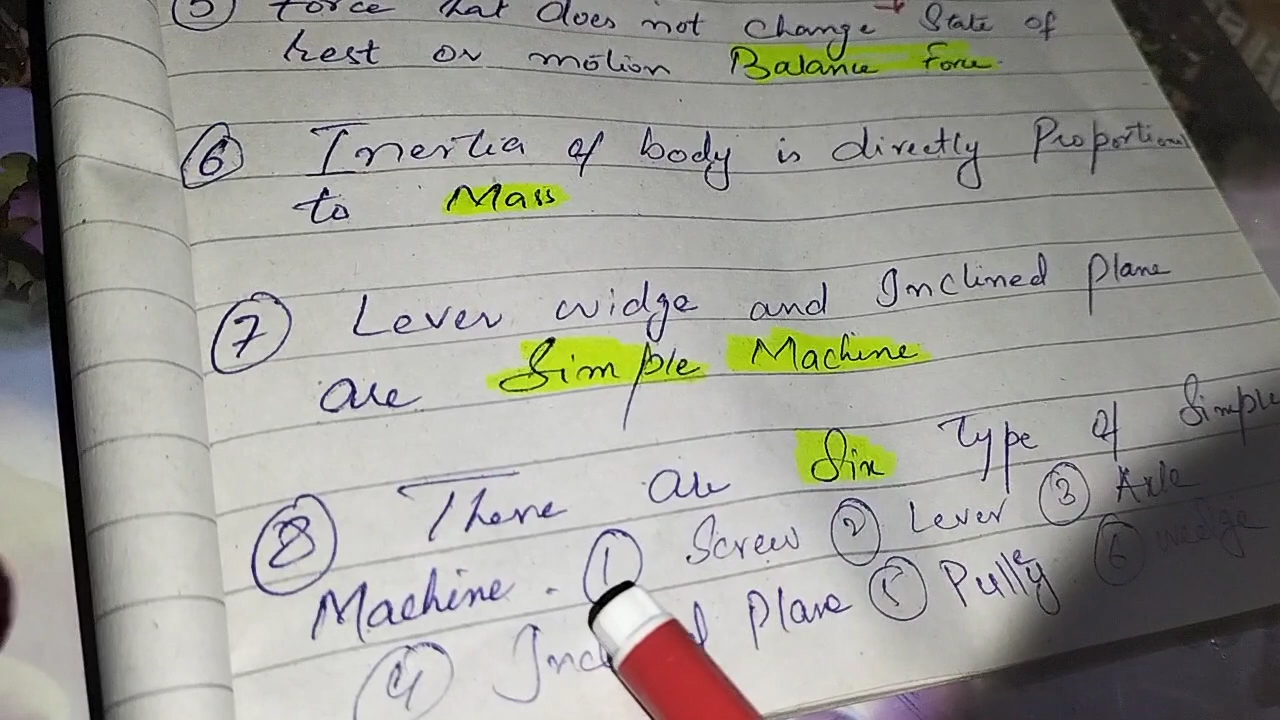 ⑤ Force that does not change State of
rest or motion Balance Force.
⑥ Inertia of body is directly Proportional
to Mass
⑦ Lever widge and Inclined Plane
are Simple Machine
⑧ There are Six Type of Simple
Machine. ① Screw ② Lever ③ Axle
④ Inclined Plane ⑤ Pully ⑥ wedge